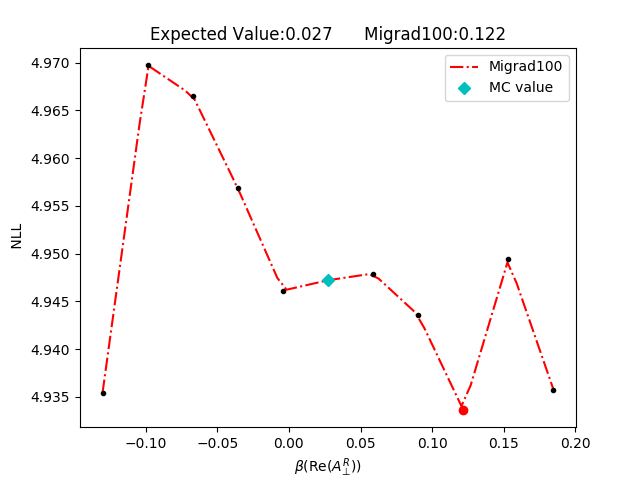 Expected Value:0.027 Migrad100:0.122
4.970
4.965
4.960
4.955
4.950
4.945
4.940
4.935
NLL
Migrad100
MC value
−0.10 −0.05 0.00 0.05 0.10 0.15 0.20
β(Re(A⊥ᴿ))